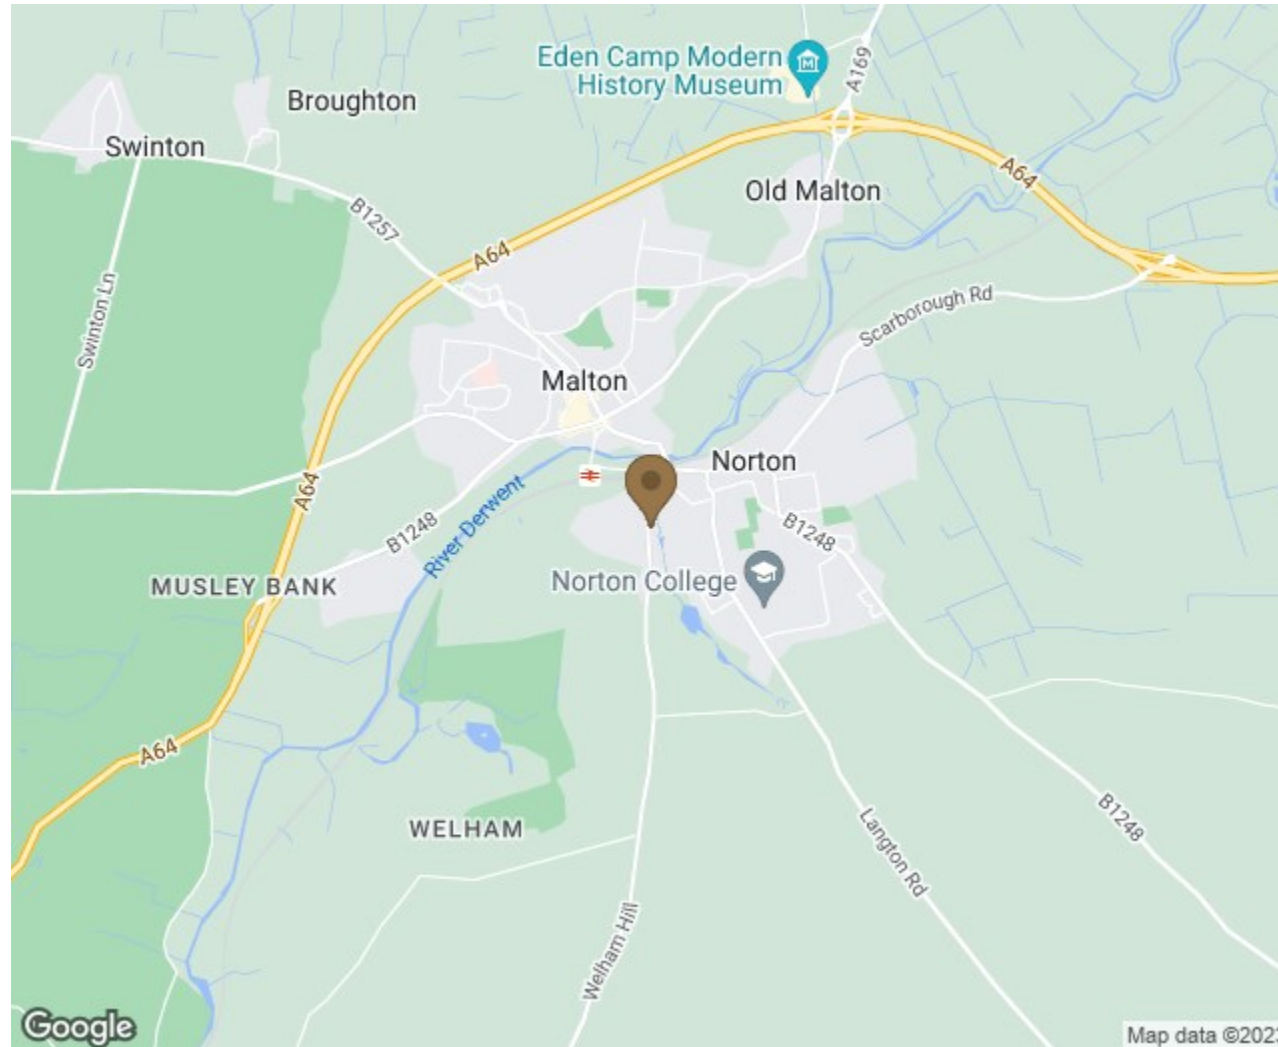 Eden Camp Modern
History Museum
A169
Broughton
Swinton
A64
Old Malton
B1257
A64
Swinton Ln
Scarborough Rd
Malton
Norton
A64
River Derwent
B1248
B1248
Norton College
MUSLEY BANK
A64
WELHAM
B1248
Langton Rd
Welham Hill
Google
Map data ©202